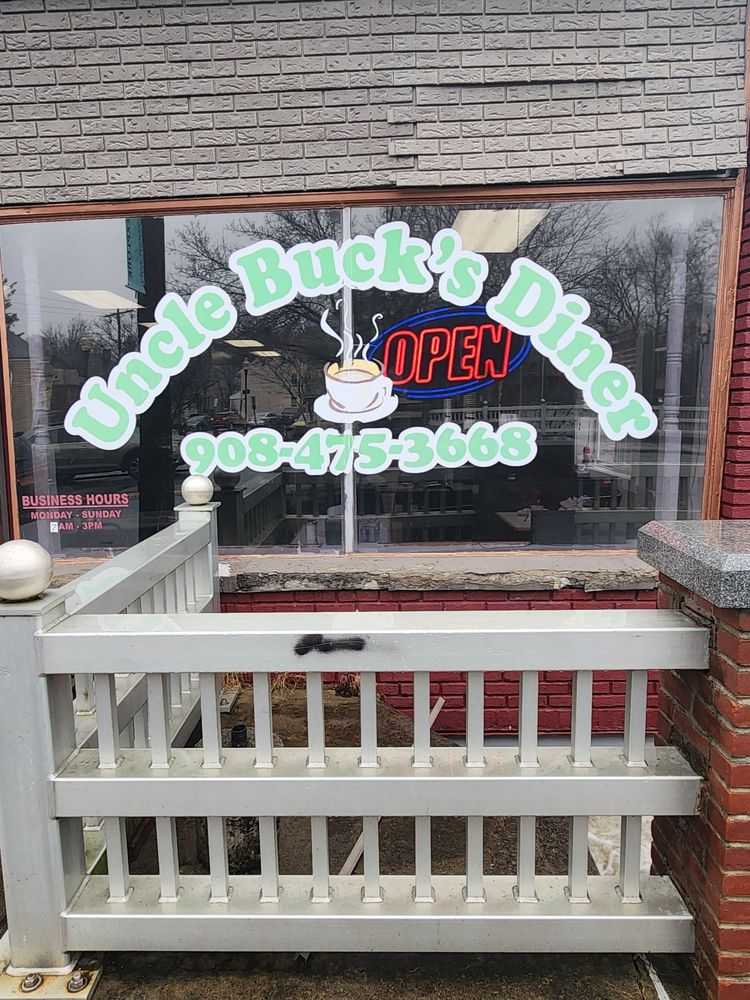 Uncle Buck's Diner
OPEN
908-475-3668
BUSINESS HOURS
MONDAY - SUNDAY
7AM - 3PM